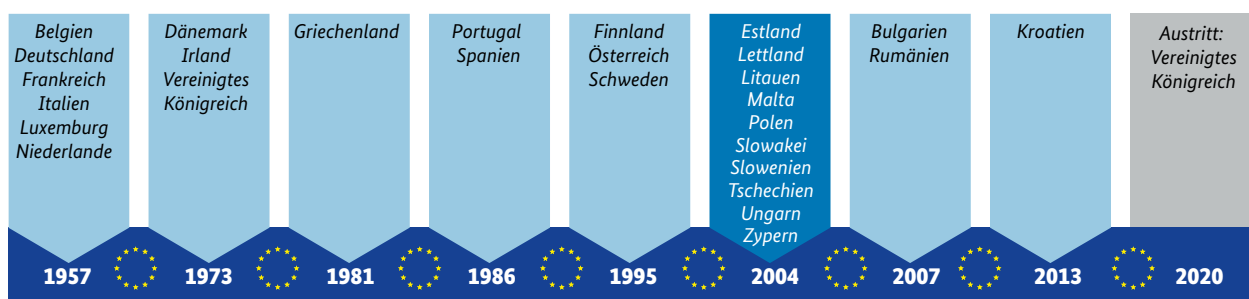 Belgien
Deutschland
Frankreich
Italien
Luxemburg
Niederlande
Dänemark
Irland
Vereinigtes
Königreich
Griechenland
Portugal
Spanien
Finnland
Österreich
Schweden
Estland
Lettland
Litauen
Malta
Polen
Slowakei
Slowenien
Tschechien
Ungarn
Zypern
Bulgarien
Rumänien
Kroatien
Austritt:
Vereinigtes
Königreich
1957 1973 1981 1986 1995 2004 2007 2013 2020